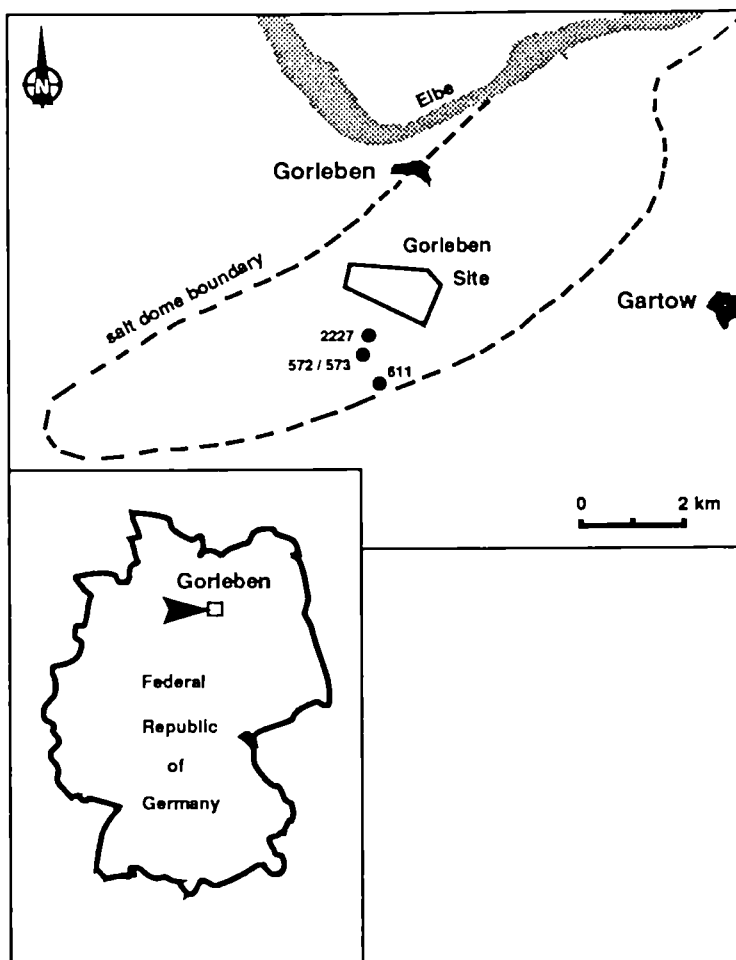 N
Elbe
Gorleben
Gorleben
Site
salt dome boundary
Gartow
2227
572 / 573
611
0 2 km
Gorleben
Federal
Republic
of
Germany